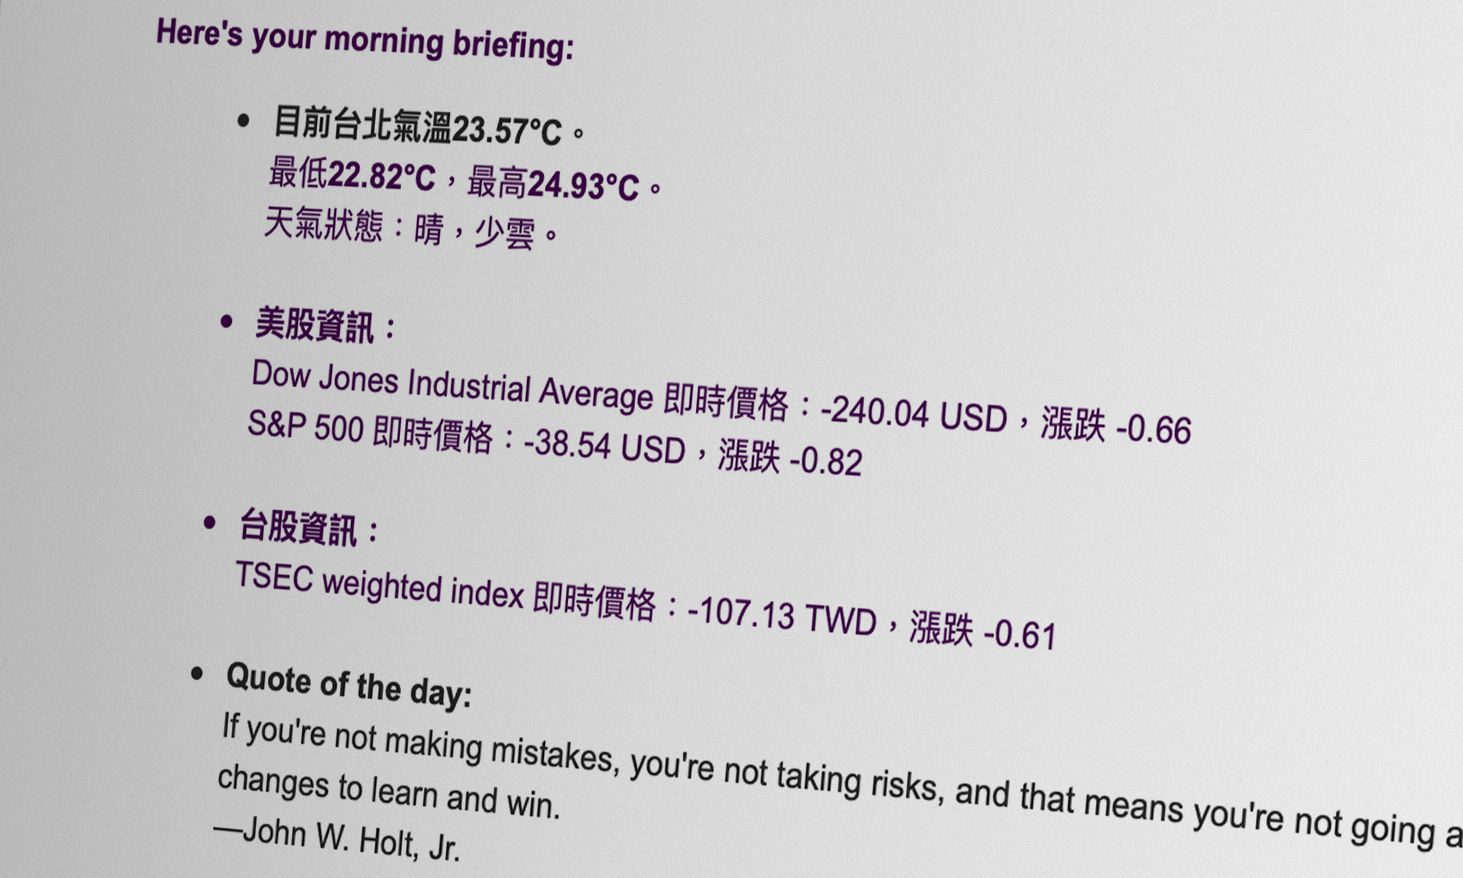 Here's your morning briefing:
目前台北氣溫23.57°C。
最低22.82°C，最高24.93°C。
天氣狀態：晴，少雲。
美股資訊：
Dow Jones Industrial Average 即時價格：-240.04 USD，漲跌 -0.66
S&P 500 即時價格：-38.54 USD，漲跌 -0.82
台股資訊：
TSEC weighted index 即時價格：-107.13 TWD，漲跌 -0.61
Quote of the day:
If you're not making mistakes, you're not taking risks, and that means you're not going
changes to learn and win.
—John W. Holt, Jr.